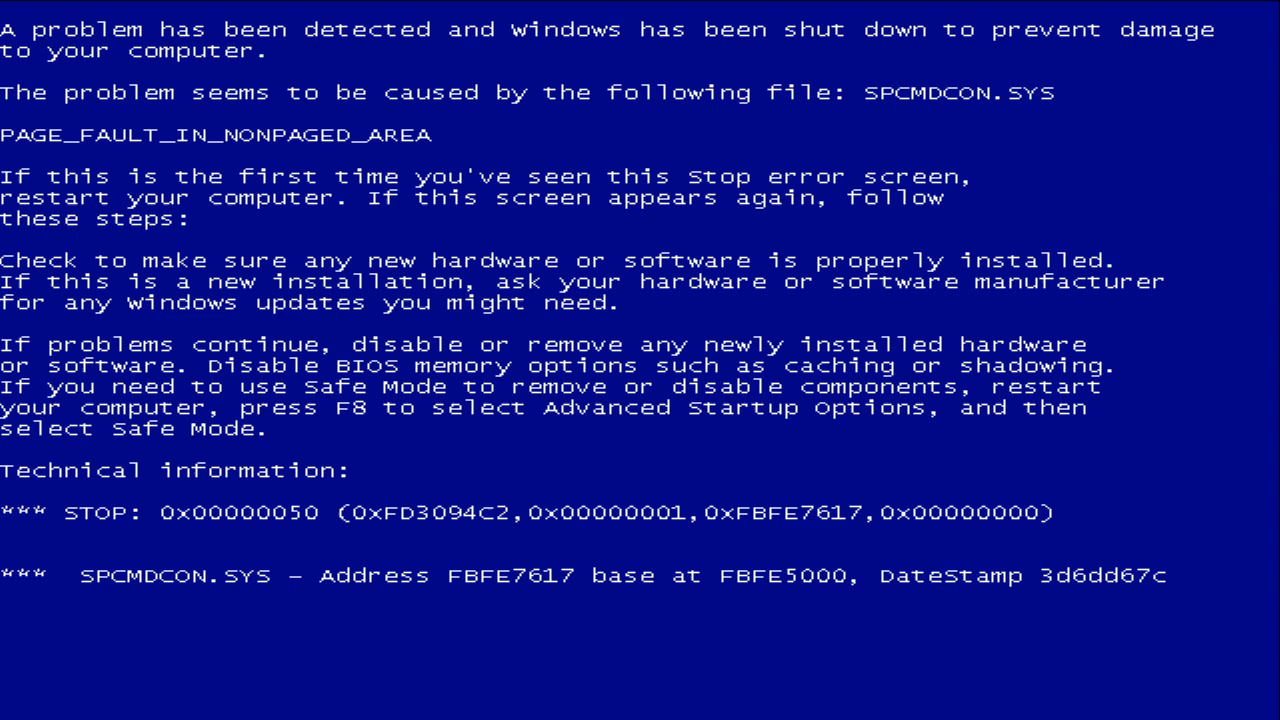 A problem has been detected and Windows has been shut down to prevent damage
to your computer.
The problem seems to be caused by the following file: SPCMDCON.SYS
PAGE_FAULT_IN_NONPAGED_AREA
If this is the first time you've seen this Stop error screen,
restart your computer. If this screen appears again, follow
these steps:
Check to make sure any new hardware or software is properly installed.
If this is a new installation, ask your hardware or software manufacturer
for any Windows updates you might need.
If problems continue, disable or remove any newly installed hardware
or software. Disable BIOS memory options such as caching or shadowing.
If you need to use Safe Mode to remove or disable components, restart
your computer, press F8 to select Advanced Startup Options, and then
select Safe Mode.
Technical information:
*** STOP: 0x00000050 (0xFD3094C2,0x00000001,0xFBFE7617,0x00000000)
***  SPCMDCON.SYS – Address FBFE7617 base at FBFE5000, DateStamp 3d6dd67c